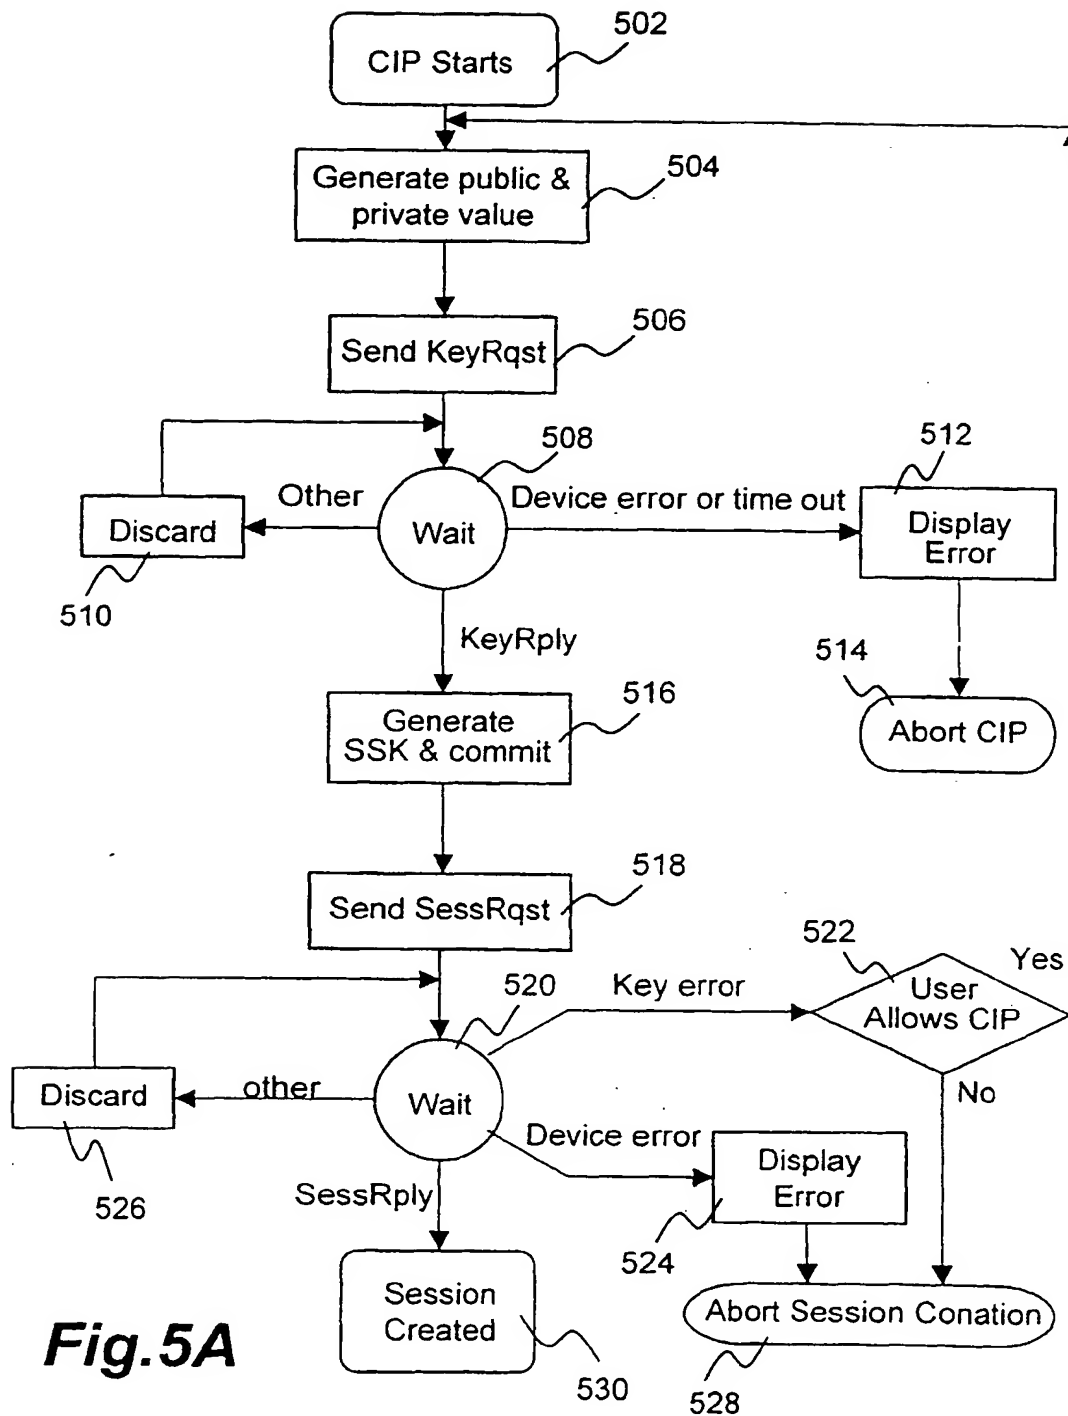 502
CIP Starts
504
Generate public &
private value
506
Send KeyRqst
508
512
Other
Device error or time out
Discard
Wait
Display
Error
510
KeyRply
514
516
Generate
SSK & commit
Abort CIP
518
Send SessRqst
522
Yes
520
Key error
User
Allows CIP
Discard
other
Wait
No
Device error
Display
Error
526
SessRply
524
Session
Created
Abort Session Conation
Fig.5A
530
528